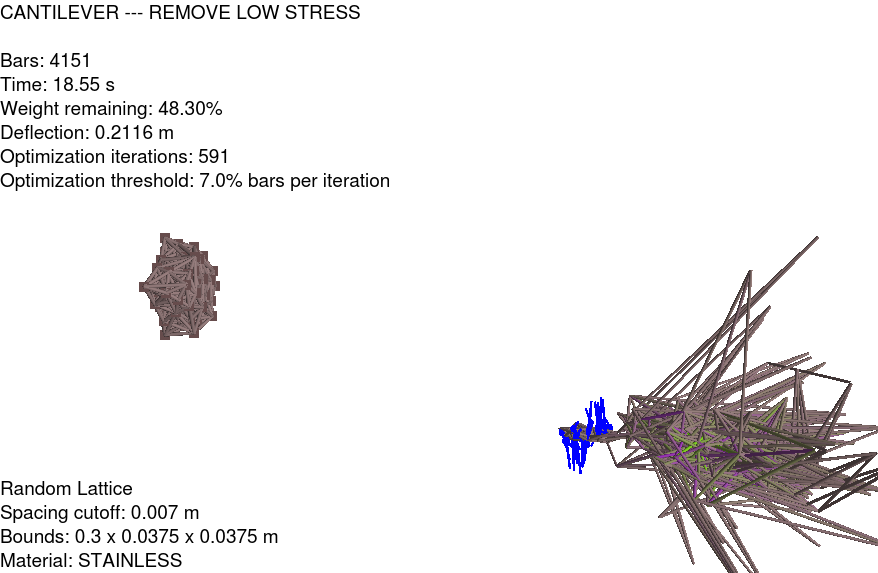 CANTILEVER --- REMOVE LOW STRESS
Bars: 4151
Time: 18.55 s
Weight remaining: 48.30%
Deflection: 0.2116 m
Optimization iterations: 591
Optimization threshold: 7.0% bars per iteration
Random Lattice
Spacing cutoff: 0.007 m
Bounds: 0.3 x 0.0375 x 0.0375 m
Material: STAINLESS